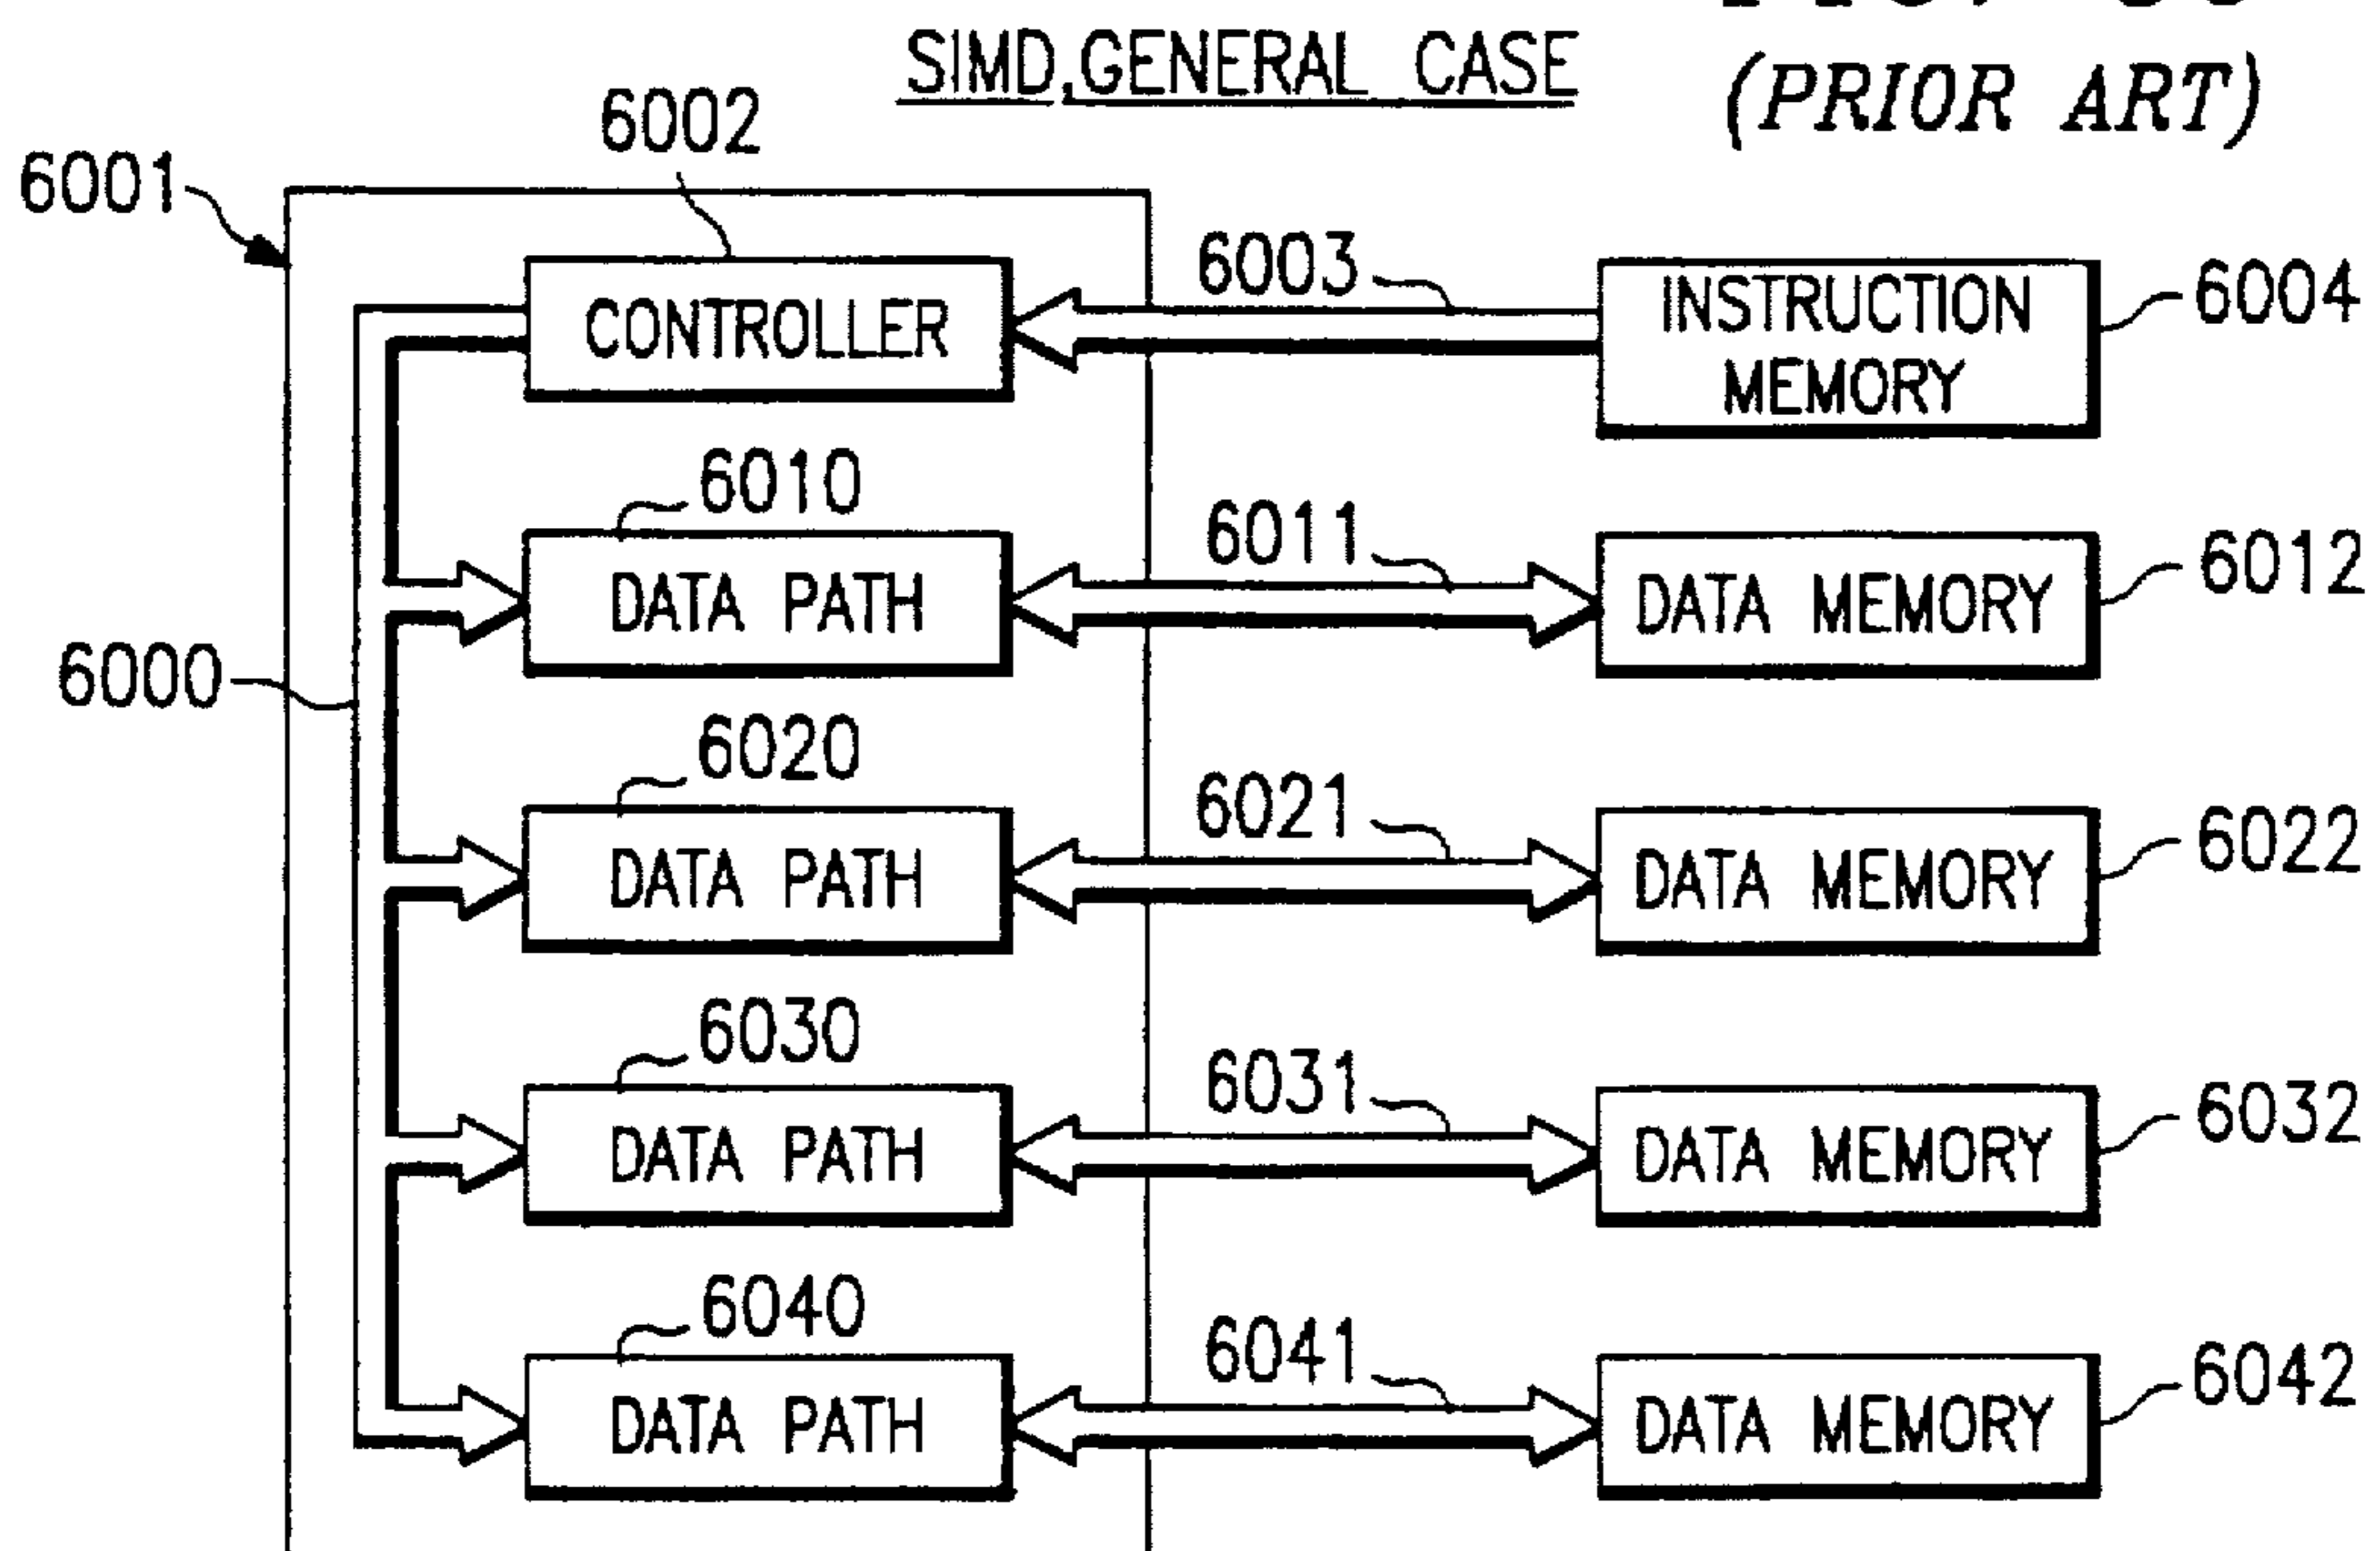 SIMD, GENERAL CASE
(PRIOR ART)
6002
6001
6003
CONTROLLER
INSTRUCTION
MEMORY
6004
6010
6011
DATA PATH
DATA MEMORY
6012
6000
6020
6021
DATA PATH
DATA MEMORY
6022
6030
6031
DATA PATH
DATA MEMORY
6032
6040
6041
DATA PATH
DATA MEMORY
6042